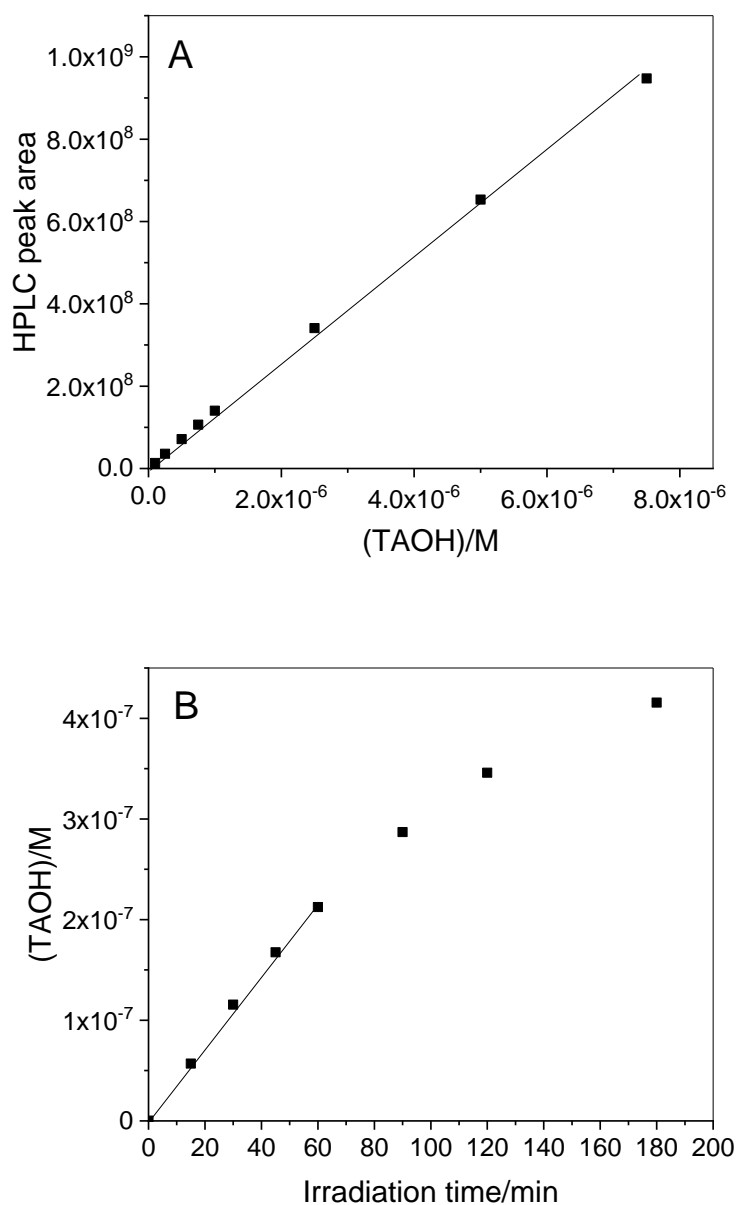 A
1.0x10⁹
8.0x10⁸
6.0x10⁸
4.0x10⁸
2.0x10⁸
0.0
HPLC peak area
0.0 2.0x10⁻⁶ 4.0x10⁻⁶ 6.0x10⁻⁶ 8.0x10⁻⁶
(TAOH)/M
B
4x10⁻⁷
3x10⁻⁷
2x10⁻⁷
1x10⁻⁷
0
(TAOH)/M
0 20 40 60 80 100 120 140 160 180 200
Irradiation time/min